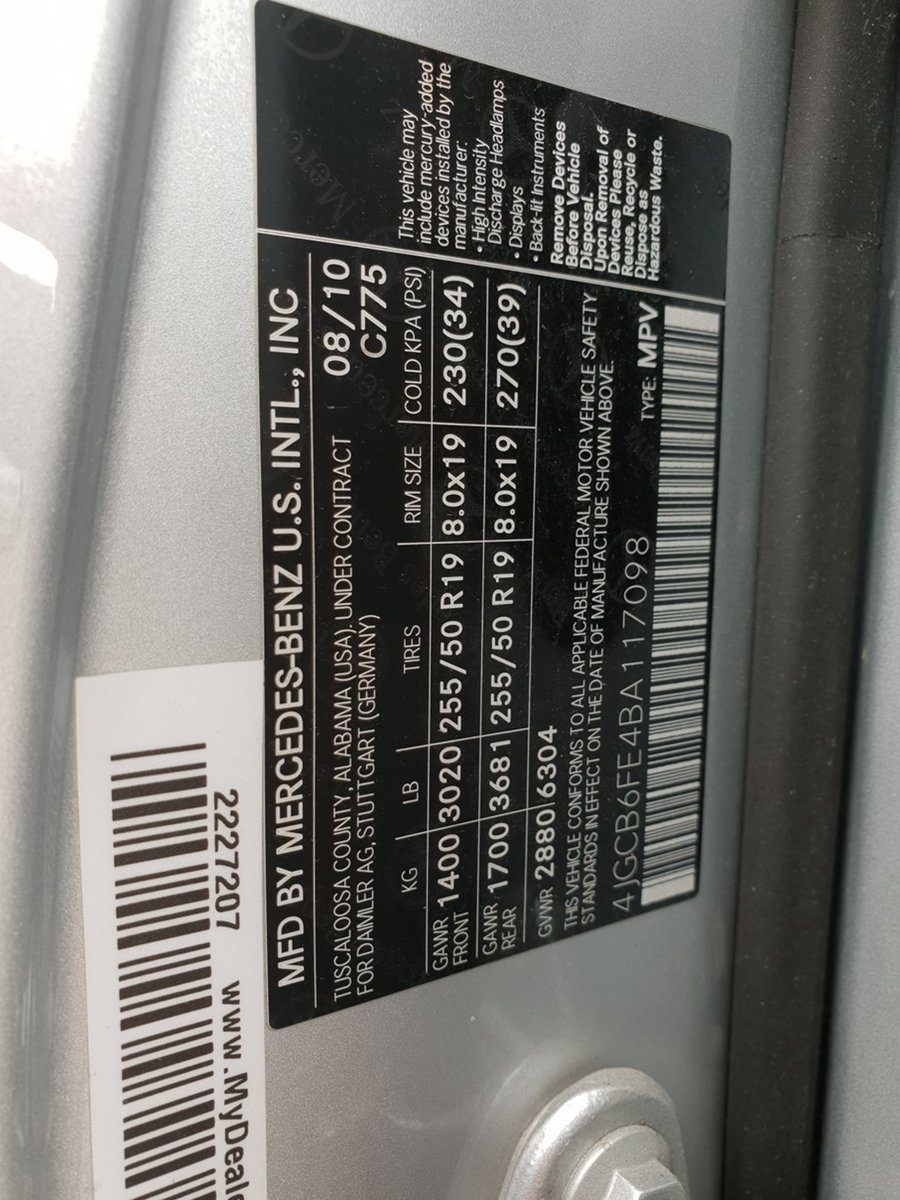 MFD BY MERCEDES-BENZ U.S. INTL., INC
TUSCALOOSA COUNTY, ALABAMA (USA), UNDER CONTRACT
FOR DAIMLER AG, STUTTGART (GERMANY)
08/10
C775
KG LB TIRES RIM SIZE COLD KPA (PSI)
GAWR FRONT 1400 3020 255/50 R19 8.0x19 230(34)
GAWR REAR 1700 3681 255/50 R19 8.0x19 270(39)
GVWR 2880 6304
THIS VEHICLE CONFORMS TO ALL APPLICABLE FEDERAL MOTOR VEHICLE SAFETY
STANDARDS IN EFFECT ON THE DATE OF MANUFACTURE SHOWN ABOVE.
4JGCB6FE4BA117098 TYPE: MPV
This vehicle may
include mercury-added
devices installed by the
manufacturer:
• High Intensity
Discharge Headlamps
• Displays
• Back-lit Instruments
Remove Devices
Before Vehicle
Disposal.
Upon Removal of
Devices Please
Reuse, Recycle or
Dispose as
Hazardous Waste.
2227207 www.MyDeal